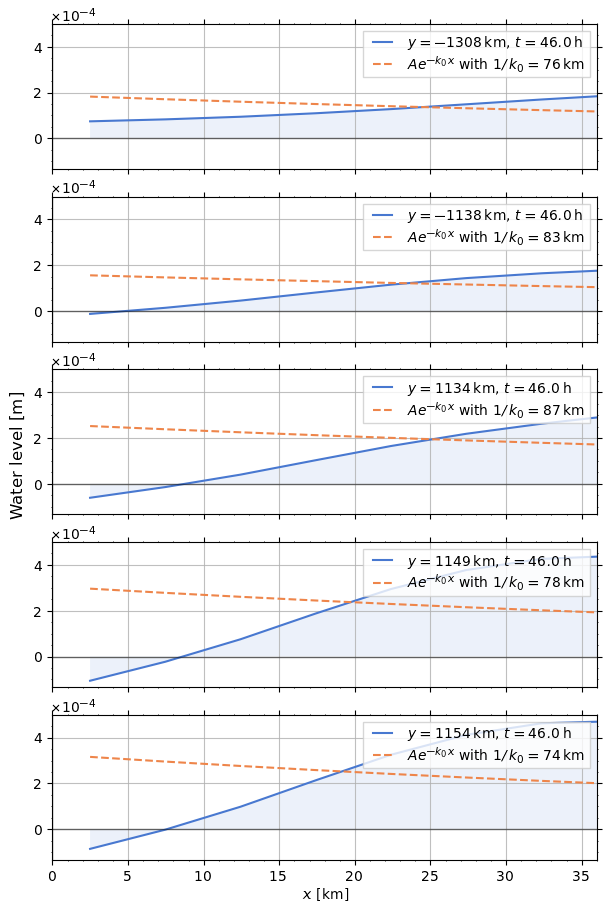 ×10⁻⁴
4
2
0
y = −1308 km, t = 46.0 h
Ae^{−k₀x} with 1/k₀ = 76 km
×10⁻⁴
4
2
0
y = −1138 km, t = 46.0 h
Ae^{−k₀x} with 1/k₀ = 83 km
×10⁻⁴
4
2
0
y = 1134 km, t = 46.0 h
Ae^{−k₀x} with 1/k₀ = 87 km
Water level [m]
×10⁻⁴
4
2
0
y = 1149 km, t = 46.0 h
Ae^{−k₀x} with 1/k₀ = 78 km
×10⁻⁴
4
2
0
y = 1154 km, t = 46.0 h
Ae^{−k₀x} with 1/k₀ = 74 km
0 5 10 15 20 25 30 35
x [km]